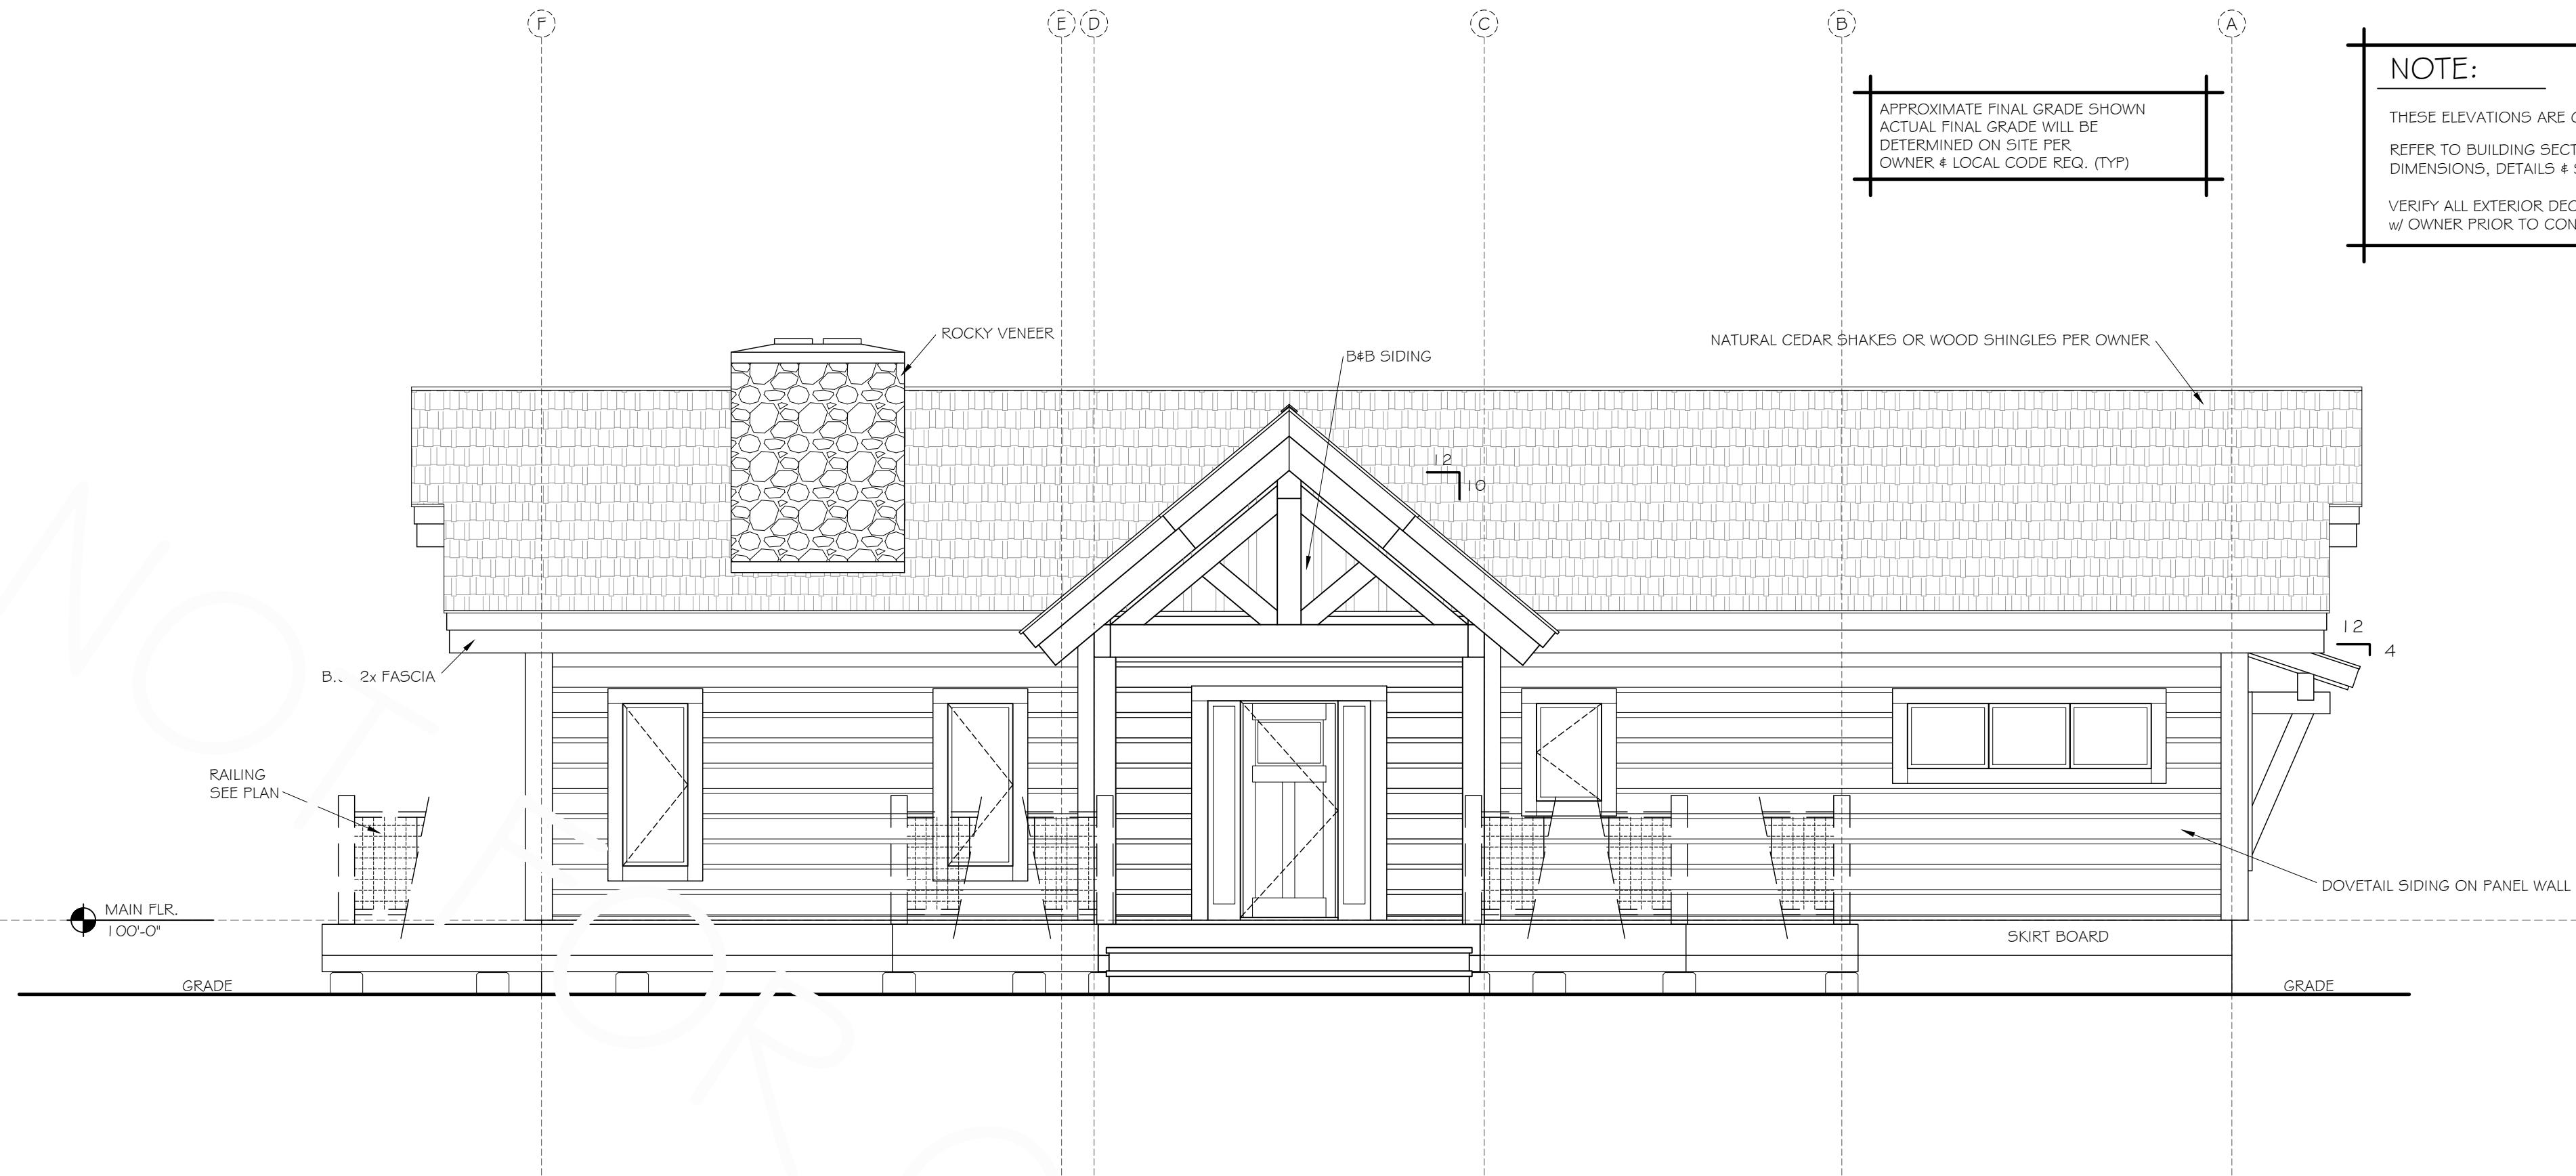 F
E
D
C
B
A
NOTE:
THESE ELEVATIONS ARE
REFER TO BUILDING
DIMENSIONS, DETAILS &
VERIFY ALL EXTERIOR
w/ OWNER PRIOR TO
APPROXIMATE FINAL GRADE SHOWN
ACTUAL FINAL GRADE WILL BE
DETERMINED ON SITE PER
OWNER & LOCAL CODE REQ. (TYP)
ROCKY VENEER
B&B SIDING
NATURAL CEDAR SHAKES OR WOOD SHINGLES PER OWNER
12
10
12
4
2x FASCIA
RAILING
SEE PLAN
DOVETAIL SIDING ON PANEL WALL
MAIN FLR.
100'-0"
SKIRT BOARD
GRADE
GRADE
NOT FOR